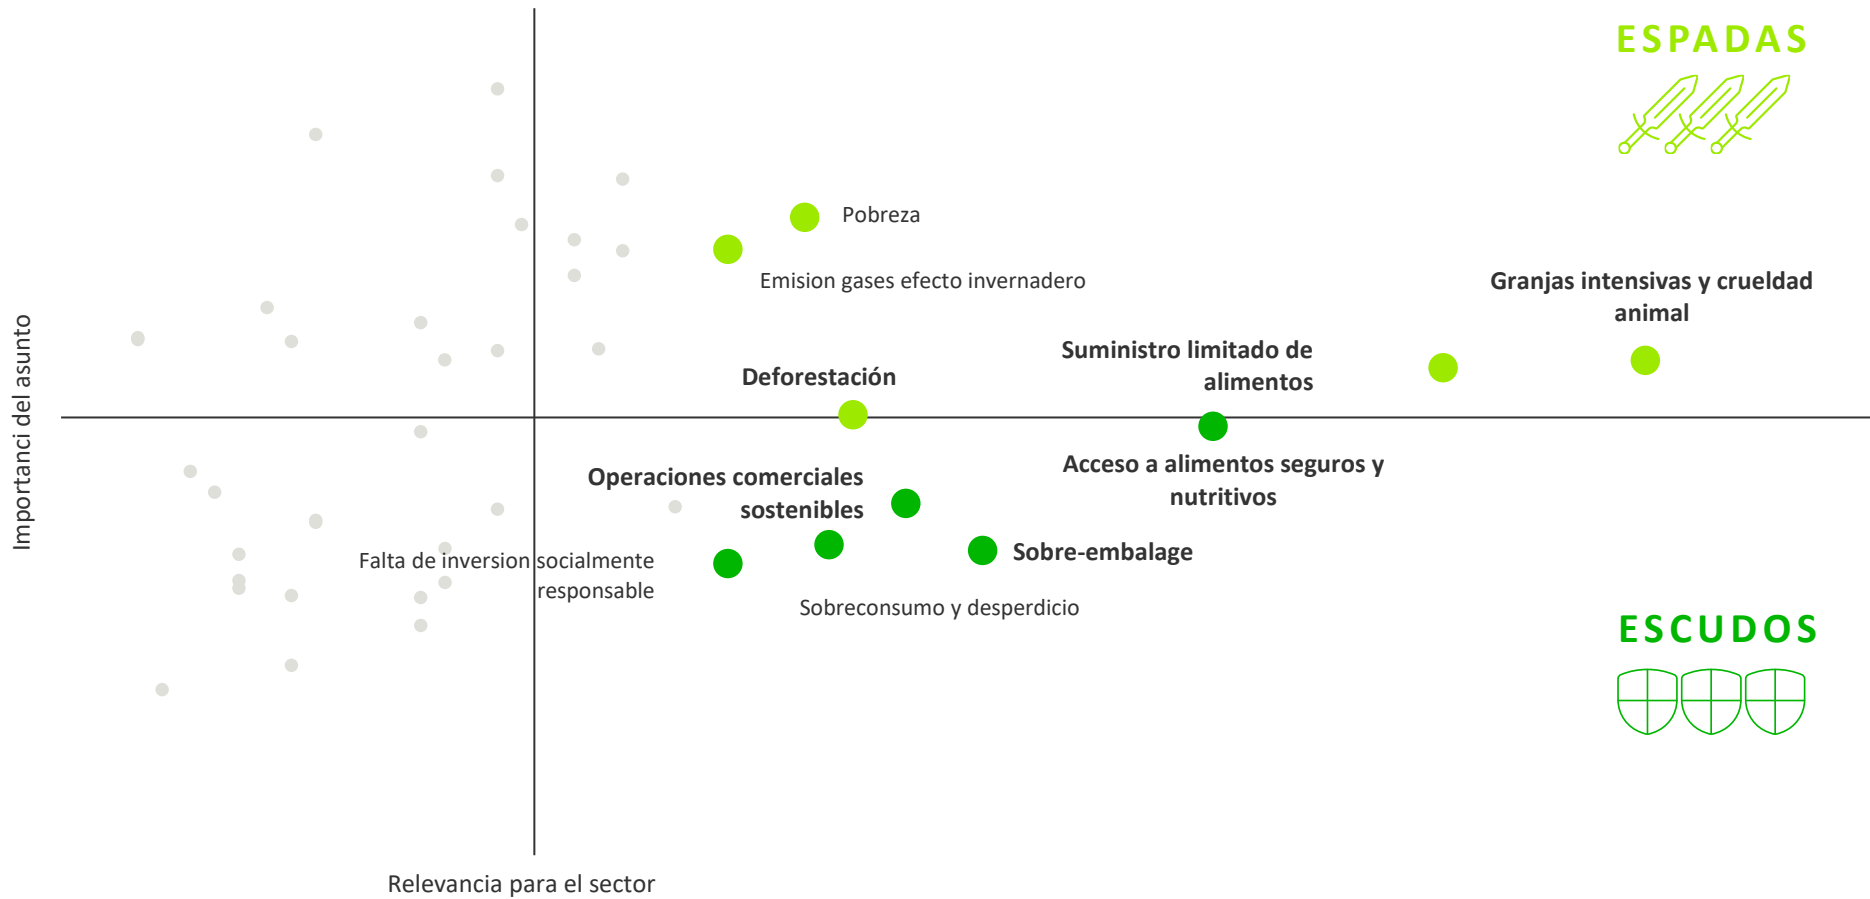 ESPADAS
Pobreza
Emision gases efecto invernadero
Granjas intensivas y crueldad
animal
Suministro limitado de
alimentos
Deforestación
Importanci del asunto
Acceso a alimentos seguros y
nutritivos
Operaciones comerciales
sostenibles
Sobre-embalage
Falta de inversion socialmente
responsable
Sobreconsumo y desperdicio
ESCUDOS
Relevancia para el sector